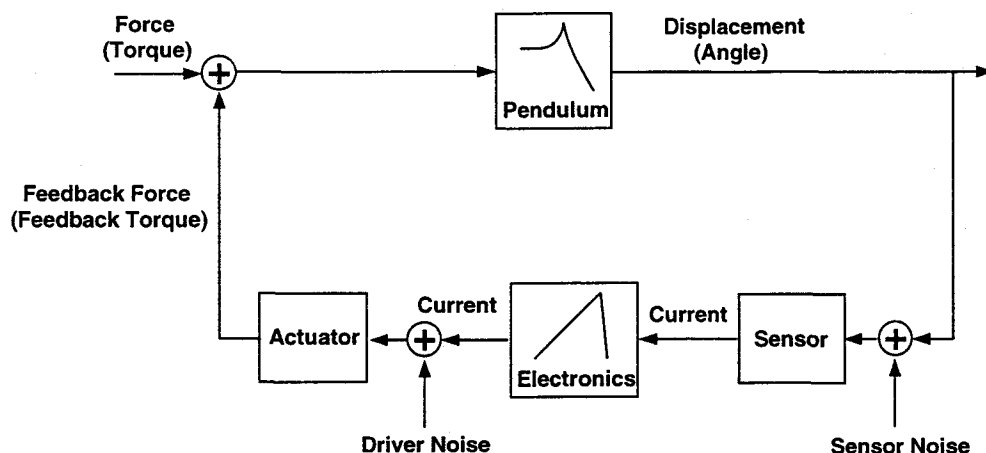 Force
(Torque)
+
Pendulum
Displacement
(Angle)
Feedback Force
(Feedback Torque)
Actuator
Current
+
Electronics
Current
Sensor
+
Driver Noise
Sensor Noise